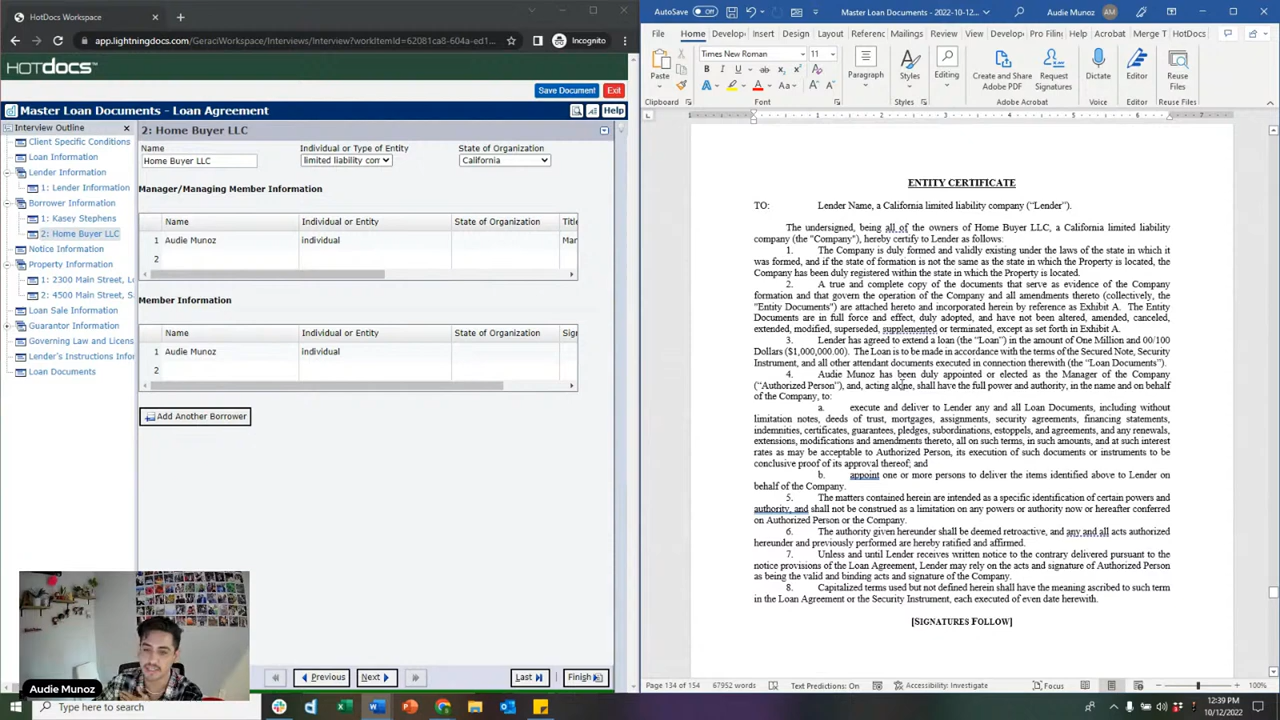 HotDocs Workspace
Incognito
app.lightningdocs.com/GeraciWorkspace/Interviews/Interview?workItemId=62081ca8-604a-ed1...
HOTDOCS
Save Document Exit
Master Loan Documents - Loan Agreement
Help
Interview Outline
Client Specific Conditions
Loan Information
Lender Information
1: Lender Information
Borrower Information
1: Kasey Stephens
2: Home Buyer LLC
Notice Information
Property Information
1: 2300 Main Street, Lo
2: 4500 Main Street, S.
Loan Sale Information
Guarantor Information
Governing Law and Licens
Lender's Instructions Infor
Loan Documents
2: Home Buyer LLC
Name Individual or Type of Entity State of Organization
Home Buyer LLC limited liability com California
Manager/Managing Member Information
Name Individual or Entity State of Organization Title
1 Audie Munoz individual Mar
2
Member Information
Name Individual or Entity State of Organization Sig
1 Audie Munoz individual
2
Add Another Borrower
Previous Next Last Finish
Audie Munoz
AutoSave Off Master Loan Documents - 2022-10-12... Audie Munoz AM
File Home Develop Insert Design Layout Referenc Mailings Review View Develop Pro Filin Help Acrobat Merge T HotDocs
Times New Roman 11
Paste Paragraph Styles Editing Create and Share Adobe PDF Request Signatures Dictate Editor Reuse Files
Clipboard Font Styles Adobe Acrobat Voice Editor Reuse Files
ENTITY CERTIFICATE
TO: Lender Name, a California limited liability company (“Lender”).
The undersigned, being all of the owners of Home Buyer LLC, a California limited liability
company (the "Company"), hereby certify to Lender as follows:
1. The Company is duly formed and validly existing under the laws of the state in which it
was formed, and if the state of formation is not the same as the state in which the Property is located, the
Company has been duly registered within the state in which the Property is located.
2. A true and complete copy of the documents that serve as evidence of the Company
formation and that govern the operation of the Company and all amendments thereto (collectively, the
"Entity Documents") are attached hereto and incorporated herein by reference as Exhibit A. The Entity
Documents are in full force and effect, duly adopted, and have not been altered, amended, canceled,
extended, modified, superseded, supplemented or terminated, except as set forth in Exhibit A.
3. Lender has agreed to extend a loan (the “Loan”) in the amount of One Million and 00/100
Dollars ($1,000,000.00). The Loan is to be made in accordance with the terms of the Secured Note, Security
Instrument, and all other attendant documents executed in connection therewith (the “Loan Documents”).
4. Audie Munoz has been duly appointed or elected as the Manager of the Company
(“Authorized Person”), and, acting alone, shall have the full power and authority, in the name and on behalf
of the Company, to:
a. execute and deliver to Lender any and all Loan Documents, including without
limitation notes, deeds of trust, mortgages, assignments, security agreements, financing statements,
indemnities, certificates, guarantees, pledges, subordinations, estoppels, and agreements, and any renewals,
extensions, modifications and amendments thereto, all on such terms, in such amounts, and at such interest
rates as may be acceptable to Authorized Person, its execution of such documents or instruments to be
conclusive proof of its approval thereof; and
b. appoint one or more persons to deliver the items identified above to Lender on
behalf of the Company.
5. The matters contained herein are intended as a specific identification of certain powers and
authority, and shall not be construed as a limitation on any powers or authority now or hereafter conferred
on Authorized Person or the Company.
6. The authority given hereunder shall be deemed retroactive, and any and all acts authorized
hereunder and previously performed are hereby ratified and affirmed.
7. Unless and until Lender receives written notice to the contrary delivered pursuant to the
notice provisions of the Loan Agreement, Lender may rely on the acts and signature of Authorized Person
as being the valid and binding acts and signature of the Company.
8. Capitalized terms used but not defined herein shall have the meaning ascribed to such term
in the Loan Agreement or the Security Instrument, each executed of even date herewith.
[SIGNATURES FOLLOW]
Page 134 of 154 67952 words Text Predictions: On Accessibility: Investigate Focus 100%
Type here to search
12:39 PM
10/12/2022